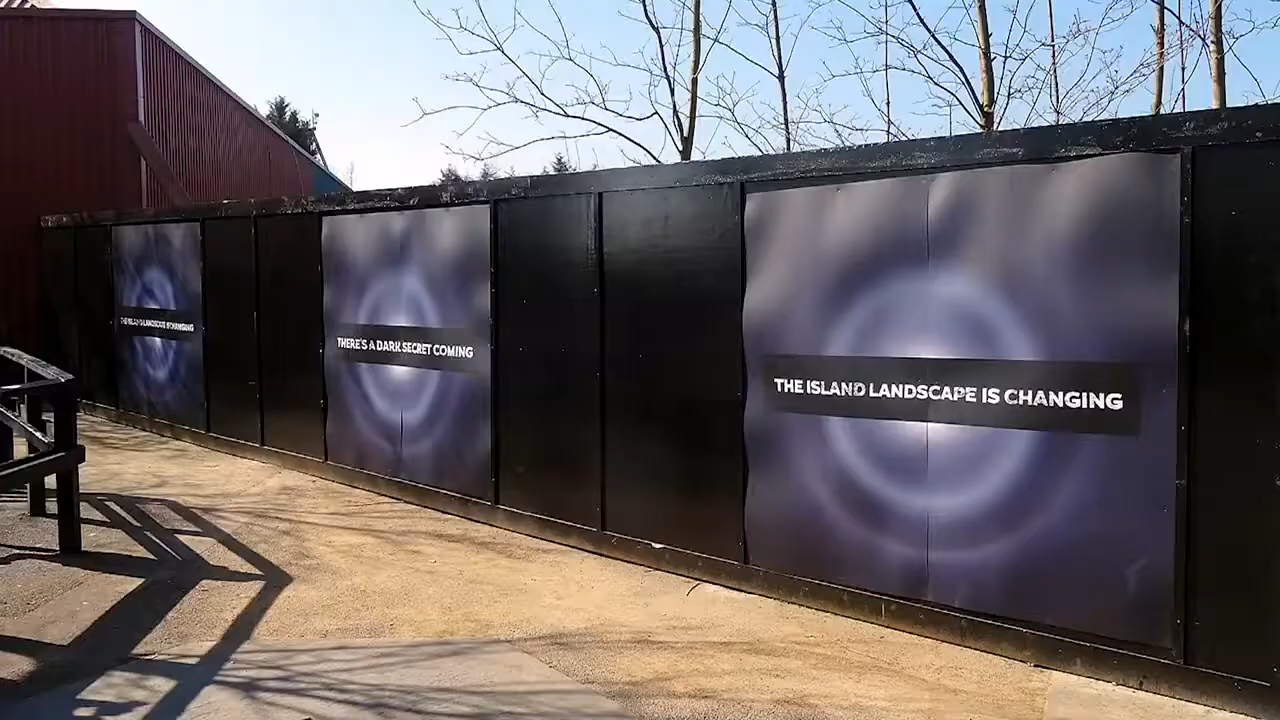 THE ISLAND LANDSCAPE IS CHANGING
THERE'S A DARK SECRET COMING
THE ISLAND LANDSCAPE IS CHANGING